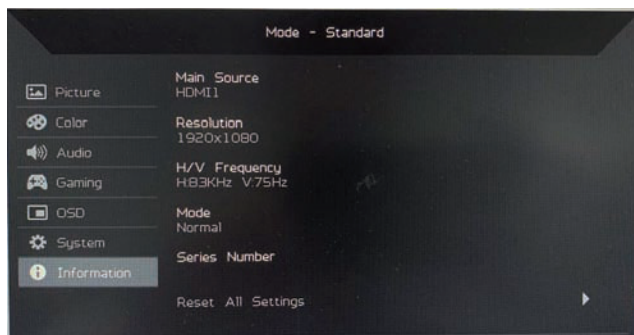 Mode - Standard
Picture
Color
Audio
Gaming
OSD
System
Information
Main Source
HDMI1
Resolution
1920x1080
H/V Frequency
H:83KHz V:75Hz
Mode
Normal
Series Number
Reset All Settings